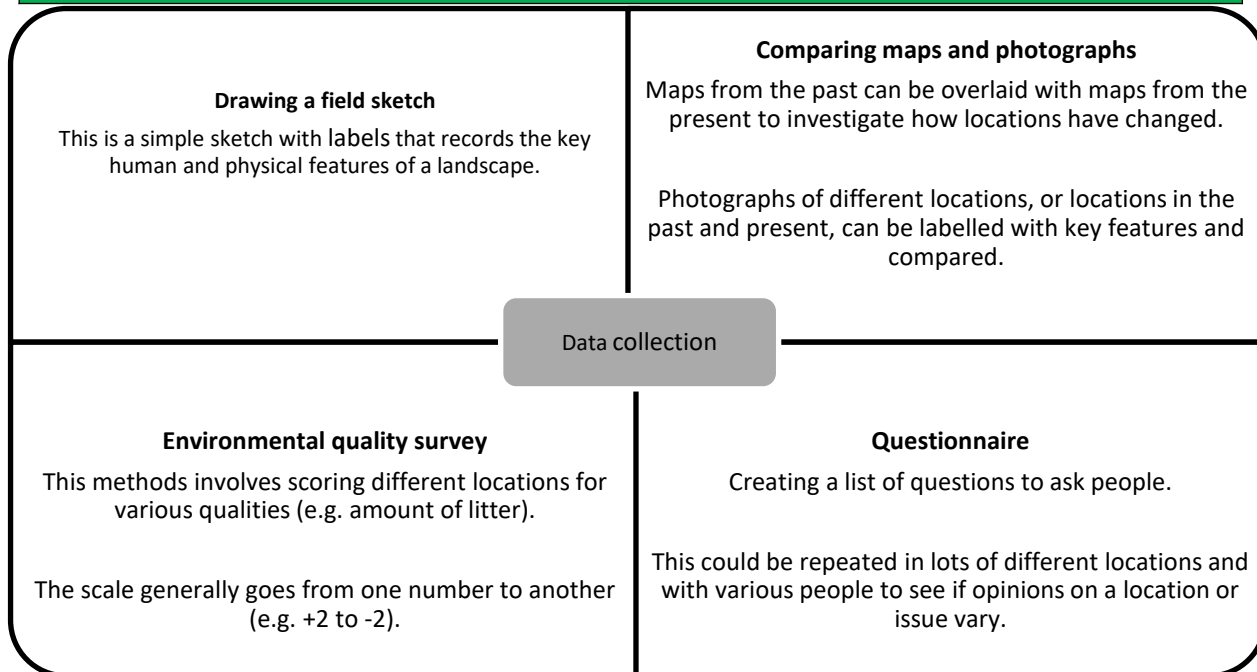 Drawing a field sketch
This is a simple sketch with labels that records the key
human and physical features of a landscape.
Comparing maps and photographs
Maps from the past can be overlaid with maps from the
present to investigate how locations have changed.
Photographs of different locations, or locations in the
past and present, can be labelled with key features and
compared.
Data collection
Environmental quality survey
This methods involves scoring different locations for
various qualities (e.g. amount of litter).
The scale generally goes from one number to another
(e.g. +2 to -2).
Questionnaire
Creating a list of questions to ask people.
This could be repeated in lots of different locations and
with various people to see if opinions on a location or
issue vary.